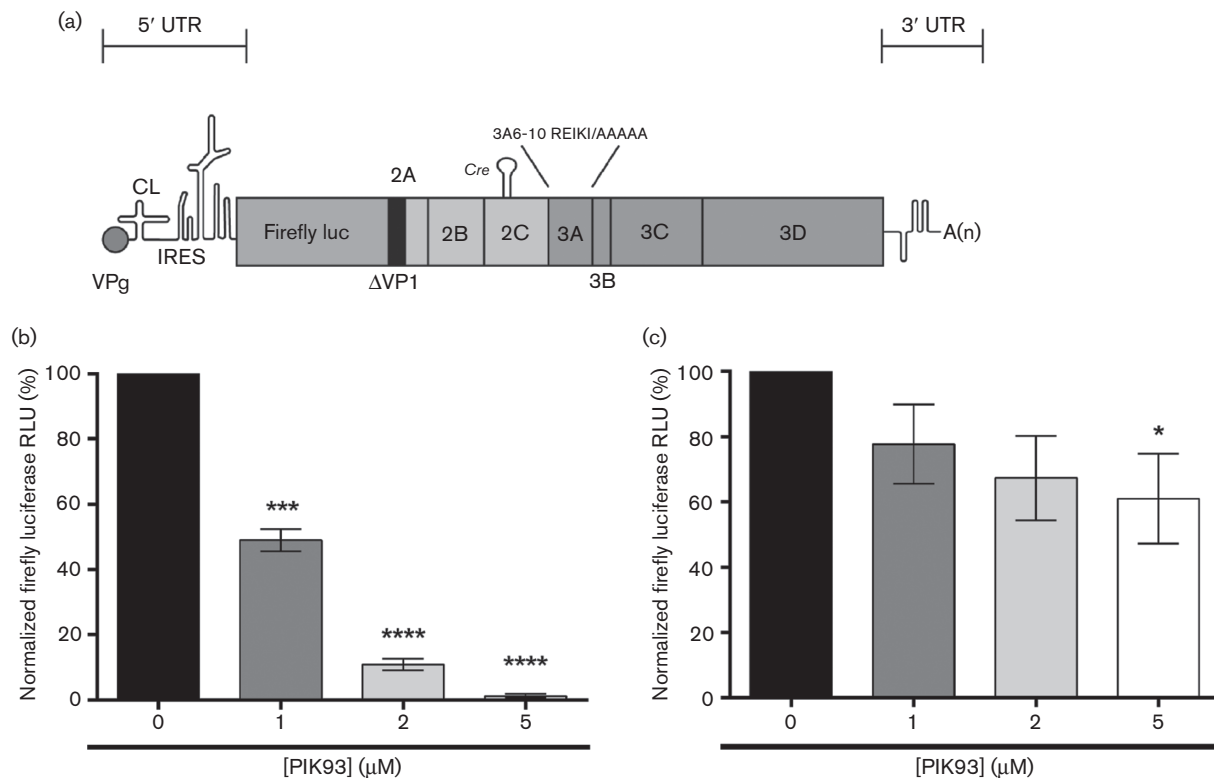 (a)
5′ UTR
3′ UTR
3A6-10 REIKI/AAAAA
Cre
2A
CL
Firefly luc
2B
2C
3A
3C
3D
A(n)
IRES
VPg
ΔVP1
3B
(b)
Normalized firefly luciferase RLU (%)
100
80
60
40
20
0
***
****
****
0 1 2 5
[PIK93] (μM)
(c)
Normalized firefly luciferase RLU (%)
100
80
60
40
20
0
*
0 1 2 5
[PIK93] (μM)